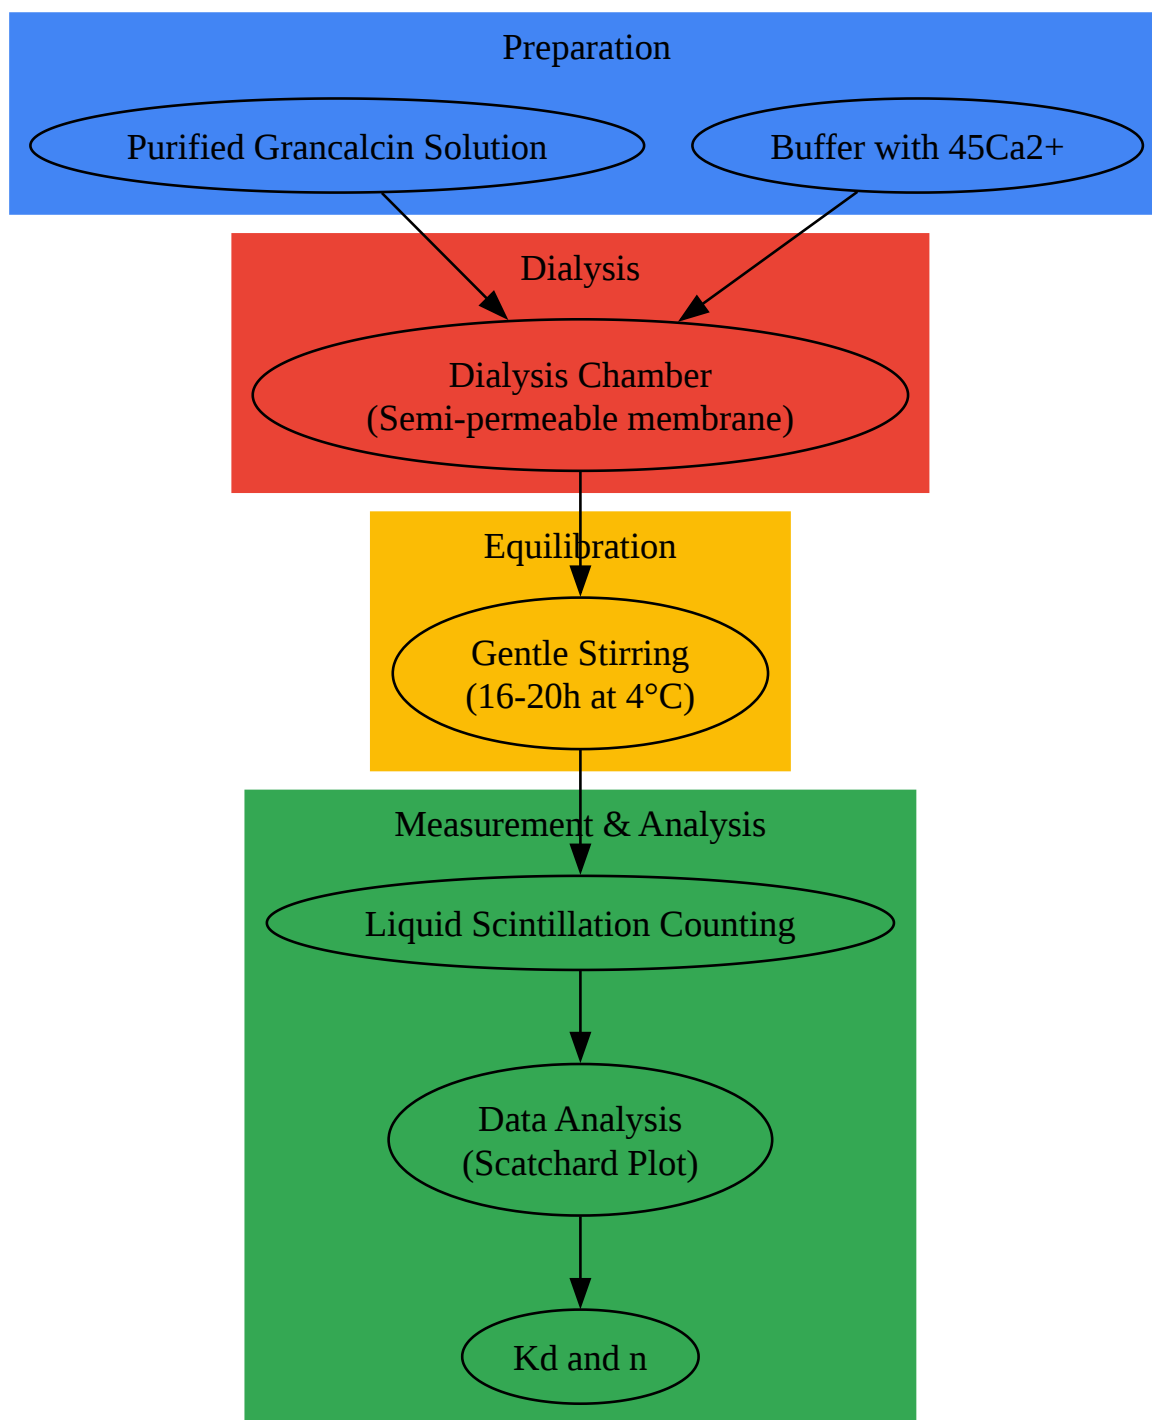 Preparation
Purified Grancalcin Solution
Buffer with 45Ca2+
Dialysis
Dialysis Chamber
(Semi-permeable membrane)
Equilibration
Gentle Stirring
(16-20h at 4°C)
Measurement & Analysis
Liquid Scintillation Counting
Data Analysis
(Scatchard Plot)
Kd and n